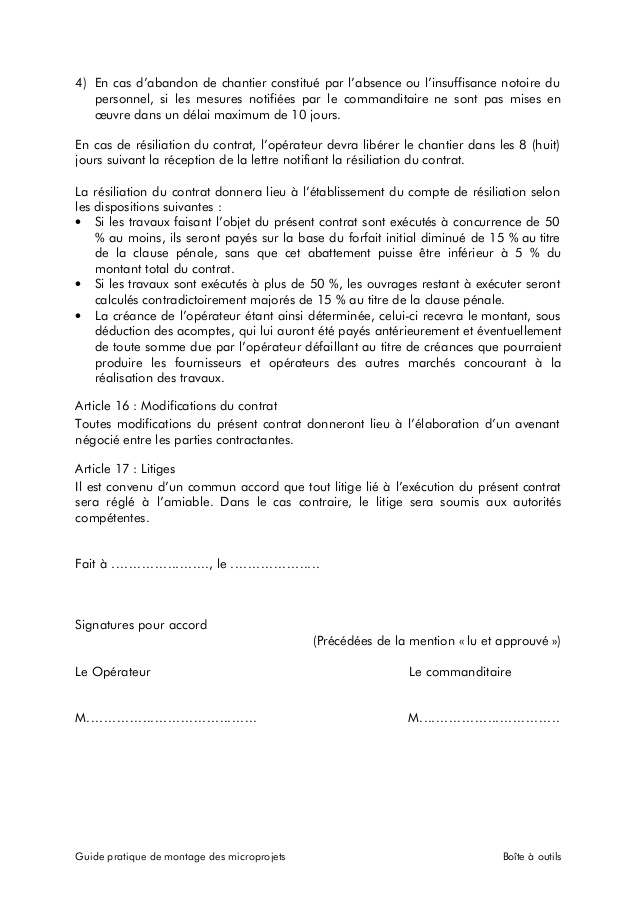 4) En cas d’abandon de chantier constitué par l’absence ou l’insuffisance notoire du
personnel, si les mesures notifiées par le commanditaire ne sont pas mises en
œuvre dans un délai maximum de 10 jours.
En cas de résiliation du contrat, l’opérateur devra libérer le chantier dans les 8 (huit)
jours suivant la réception de la lettre notifiant la résiliation du contrat.
La résiliation du contrat donnera lieu à l’établissement du compte de résiliation selon
les dispositions suivantes :
• Si les travaux faisant l’objet du présent contrat sont exécutés à concurrence de 50
% au moins, ils seront payés sur la base du forfait initial diminué de 15 % au titre
de la clause pénale, sans que cet abattement puisse être inférieur à 5 % du
montant total du contrat.
• Si les travaux sont exécutés à plus de 50 %, les ouvrages restant à exécuter seront
calculés contradictoirement majorés de 15 % au titre de la clause pénale.
• La créance de l’opérateur étant ainsi déterminée, celui-ci recevra le montant, sous
déduction des acomptes, qui lui auront été payés antérieurement et éventuellement
de toute somme due par l’opérateur défaillant au titre de créances que pourraient
produire les fournisseurs et opérateurs des autres marchés concourant à la
réalisation des travaux.
Article 16 : Modifications du contrat
Toutes modifications du présent contrat donneront lieu à l’élaboration d’un avenant
négocié entre les parties contractantes.
Article 17 : Litiges
Il est convenu d’un commun accord que tout litige lié à l’exécution du présent contrat
sera réglé à l’amiable. Dans le cas contraire, le litige sera soumis aux autorités
compétentes.
Fait à ......................., le .....................
Signatures pour accord
(Précédées de la mention « lu et approuvé »)
Le Opérateur Le commanditaire
M........................................ M.................................
Guide pratique de montage des microprojets Boîte à outils